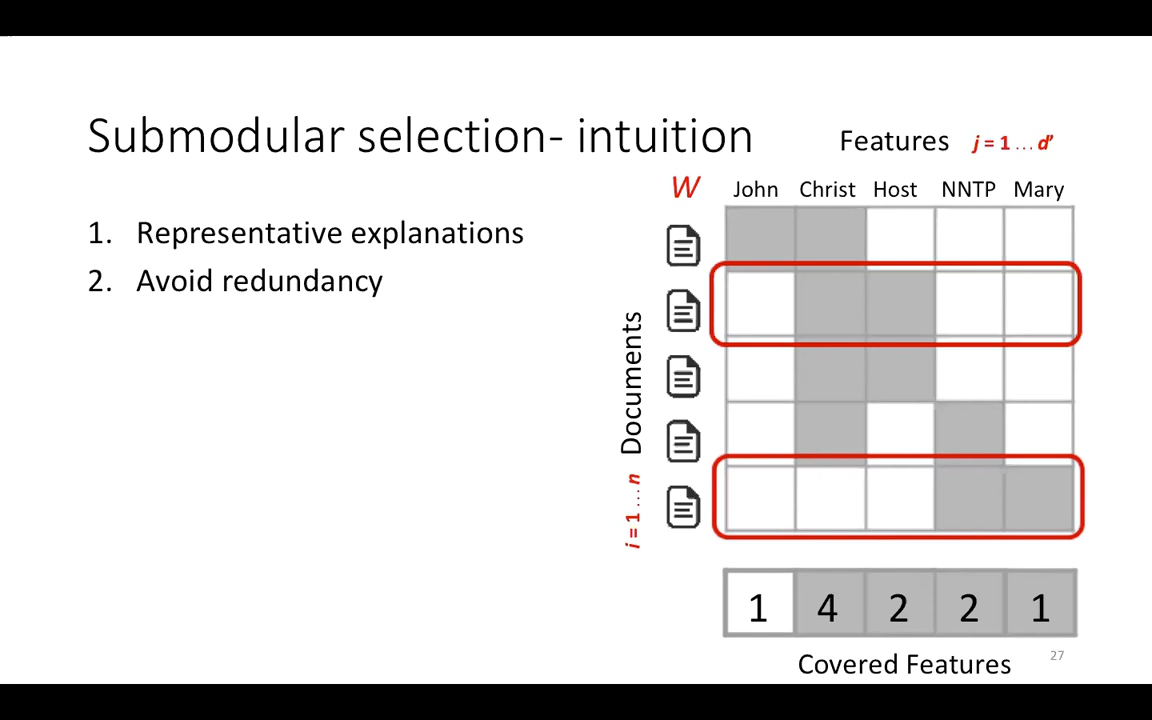 Submodular selection- intuition
Features j = 1 ... d'
W John Christ Host NNTP Mary
1. Representative explanations
2. Avoid redundancy
Documents
i = 1 ... n
1 4 2 2 1
Covered Features
27